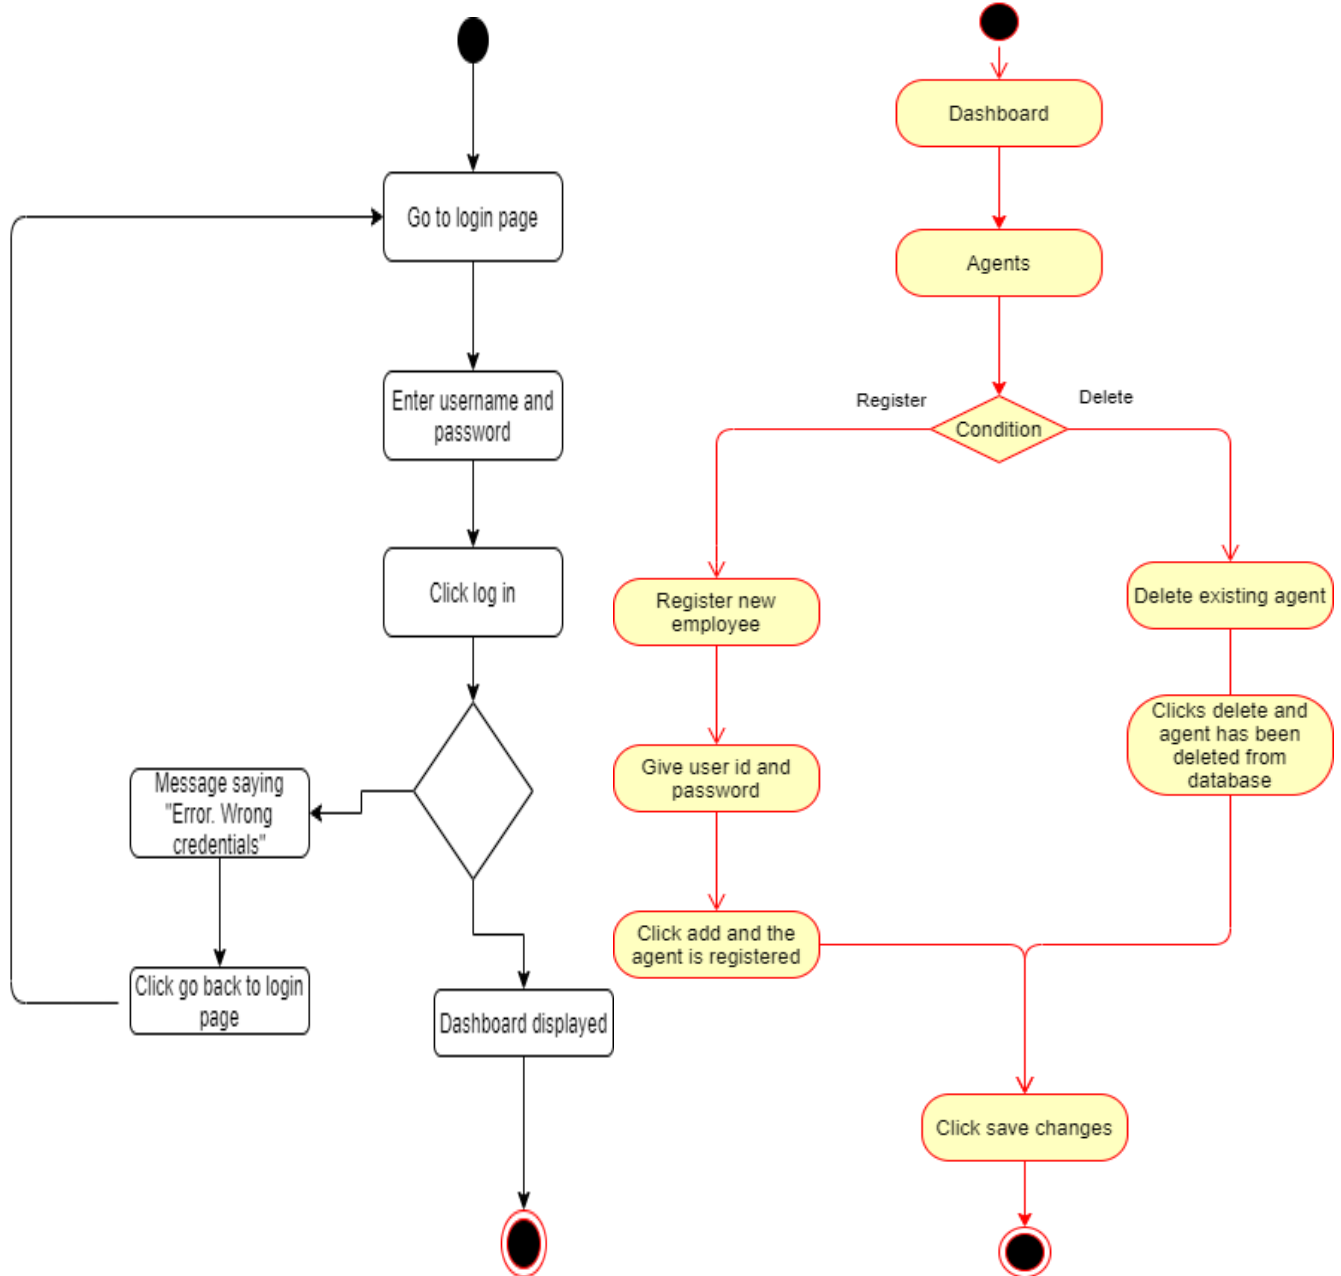 Go to login page
Enter username and
password
Click log in
Message saying
"Error. Wrong
credentials"
Click go back to login
page
Dashboard displayed
Dashboard
Agents
Condition
Register
Delete
Register new
employee
Give user id and
password
Click add and the
agent is registered
Delete existing agent
Clicks delete and
agent has been
deleted from
database
Click save changes